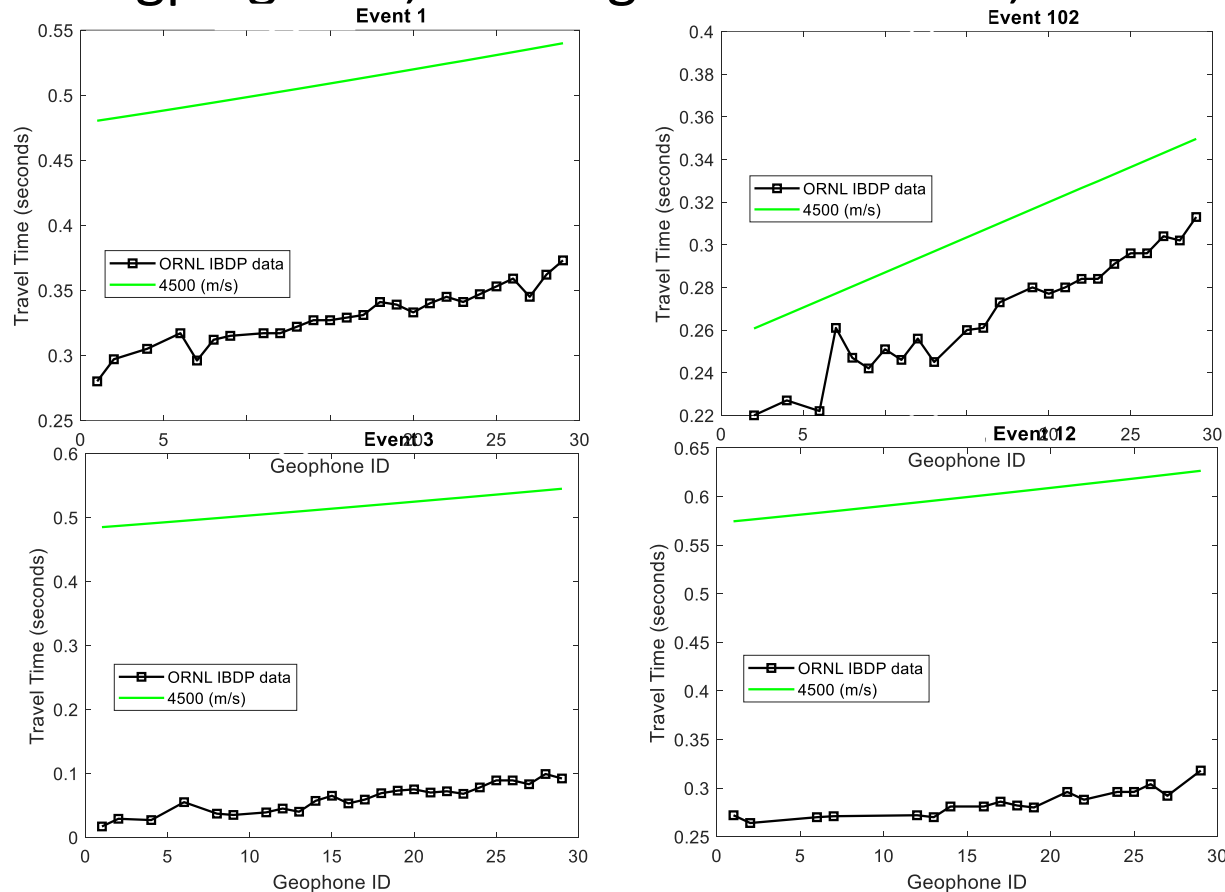 Event 1
0.55
0.5
0.45
0.4
0.35
0.3
0.25
Travel Time (seconds)
ORNL IBDP data
4500 (m/s)
0 5 20 25 30
Geophone ID
Event 102
0.4
0.36
0.34
0.32
0.3
0.28
0.26
0.24
0.22
Travel Time (seconds)
ORNL IBDP data
4500 (m/s)
0 5 20 25 30
Geophone ID
Event 3
0.6
0.5
0.4
0.3
0.2
0.1
0
Travel Time (seconds)
ORNL IBDP data
4500 (m/s)
0 5 10 15 20 25 30
Geophone ID
Event 12
0.65
0.6
0.55
0.5
0.45
0.4
0.35
0.3
0.25
Travel Time (seconds)
ORNL IBDP data
4500 (m/s)
0 5 10 15 20 25 30
Geophone ID